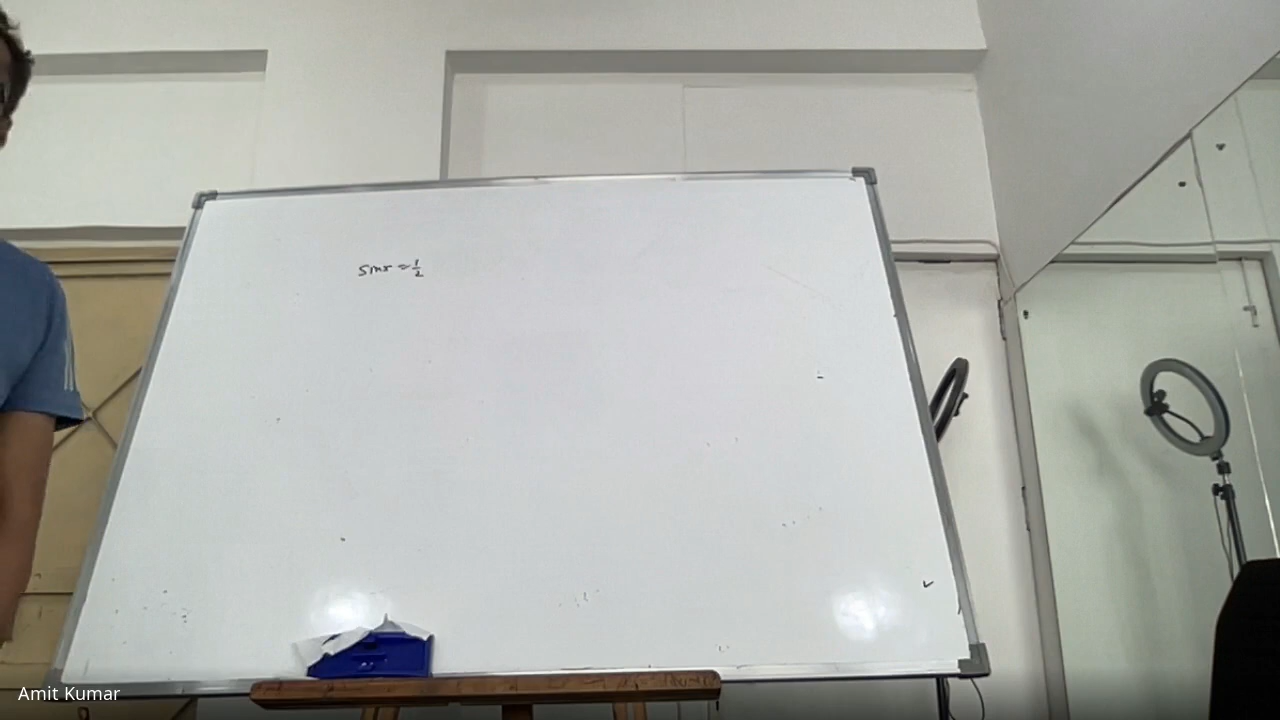 sinx = 1/2
Amit Kumar